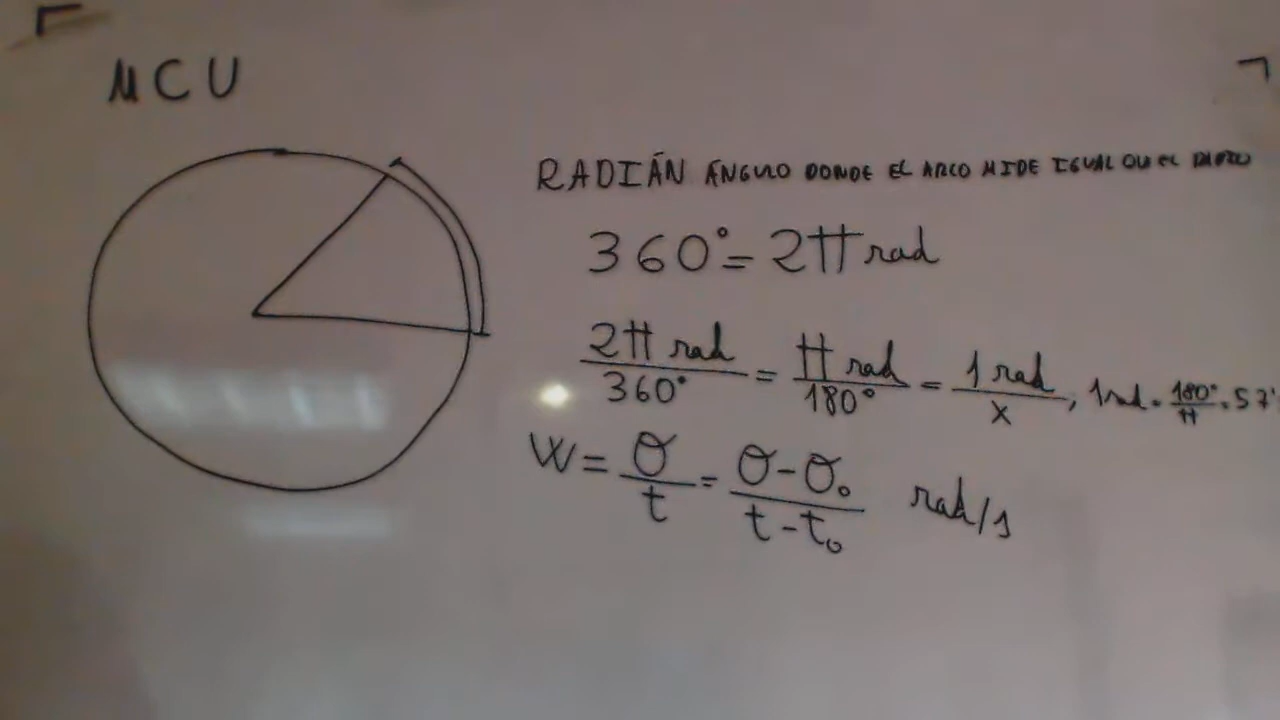 MCU
RADIÁN ÁNGULO DONDE EL ARCO MIDE IGUAL QU EL RADIO
360° = 2π rad
2π rad / 360° = π rad / 180° = 1 rad / x , 1 rad = 180° / π = 57°
W = θ / t = θ - θ₀ / t - t₀ rad/s